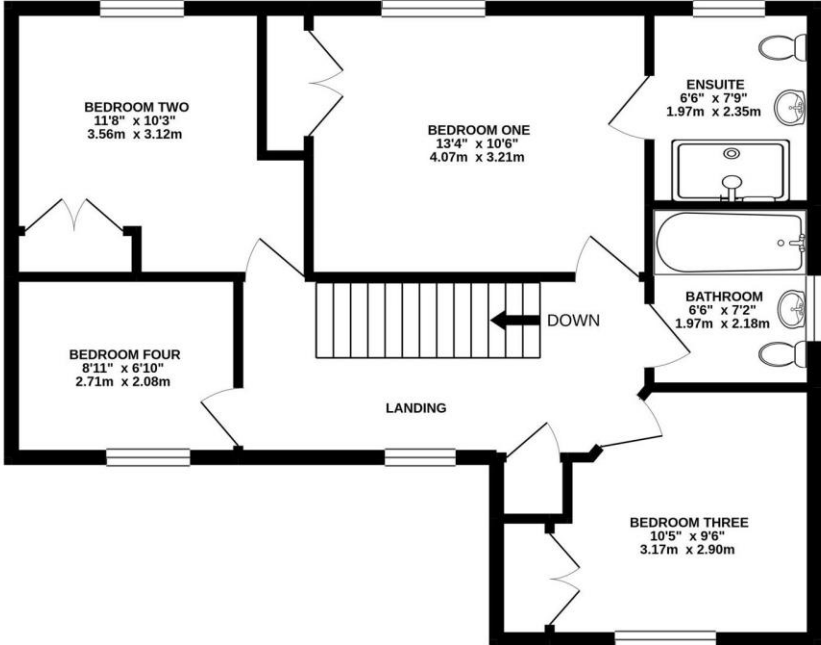 BEDROOM TWO
11'8" x 10'3"
3.56m x 3.12m
BEDROOM ONE
13'4" x 10'6"
4.07m x 3.21m
ENSUITE
6'6" x 7'9"
1.97m x 2.35m
BATHROOM
6'6" x 7'2"
1.97m x 2.18m
DOWN
BEDROOM FOUR
8'11" x 6'10"
2.71m x 2.08m
LANDING
BEDROOM THREE
10'5" x 9'6"
3.17m x 2.90m